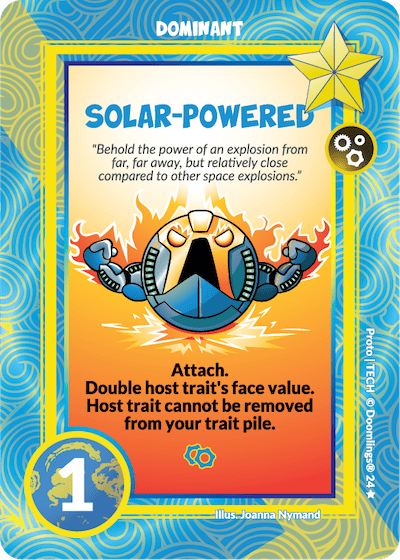 DOMINANT
SOLAR-POWERED
"Behold the power of an explosion from
far, far away, but relatively close
compared to other space explosions."
Attach.
Double host trait's face value.
Host trait cannot be removed
from your trait pile.
1
Illus. Joanna Nymand
Proto | TECH © Doomlings® 24★